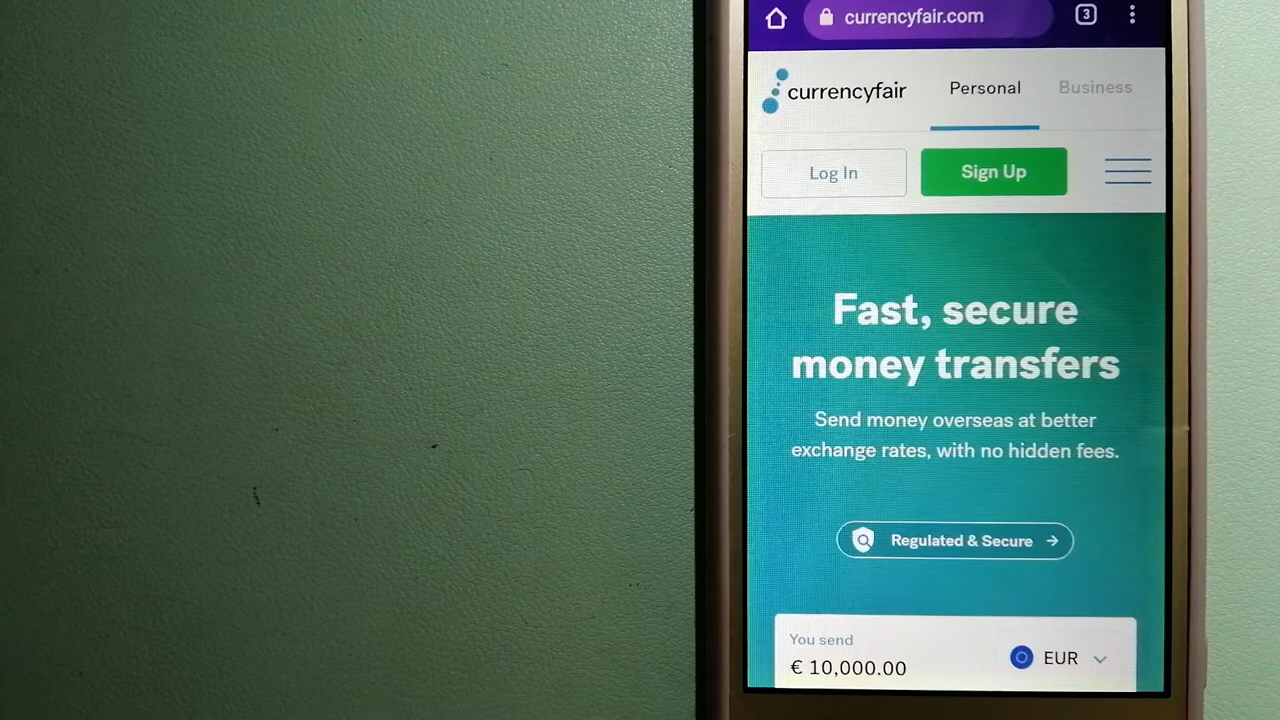 currencyfair.com
3
currencyfair
Personal
Business
Log In
Sign Up
Fast, secure
money transfers
Send money overseas at better
exchange rates, with no hidden fees.
Regulated & Secure →
You send
€ 10,000.00
EUR